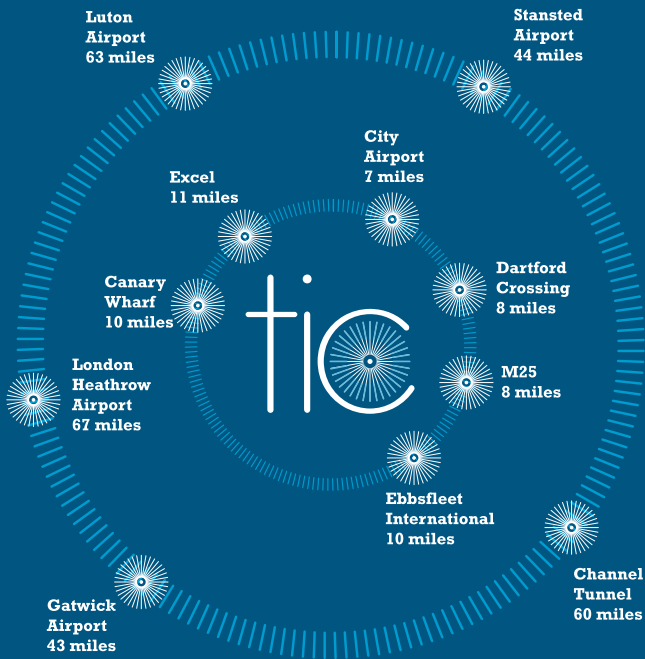 Luton
Airport
63 miles
Stansted
Airport
44 miles
City
Airport
7 miles
Excel
11 miles
Canary
Wharf
10 miles
Dartford
Crossing
8 miles
tic
London
Heathrow
Airport
67 miles
M25
8 miles
Ebbsfleet
International
10 miles
Channel
Tunnel
60 miles
Gatwick
Airport
43 miles